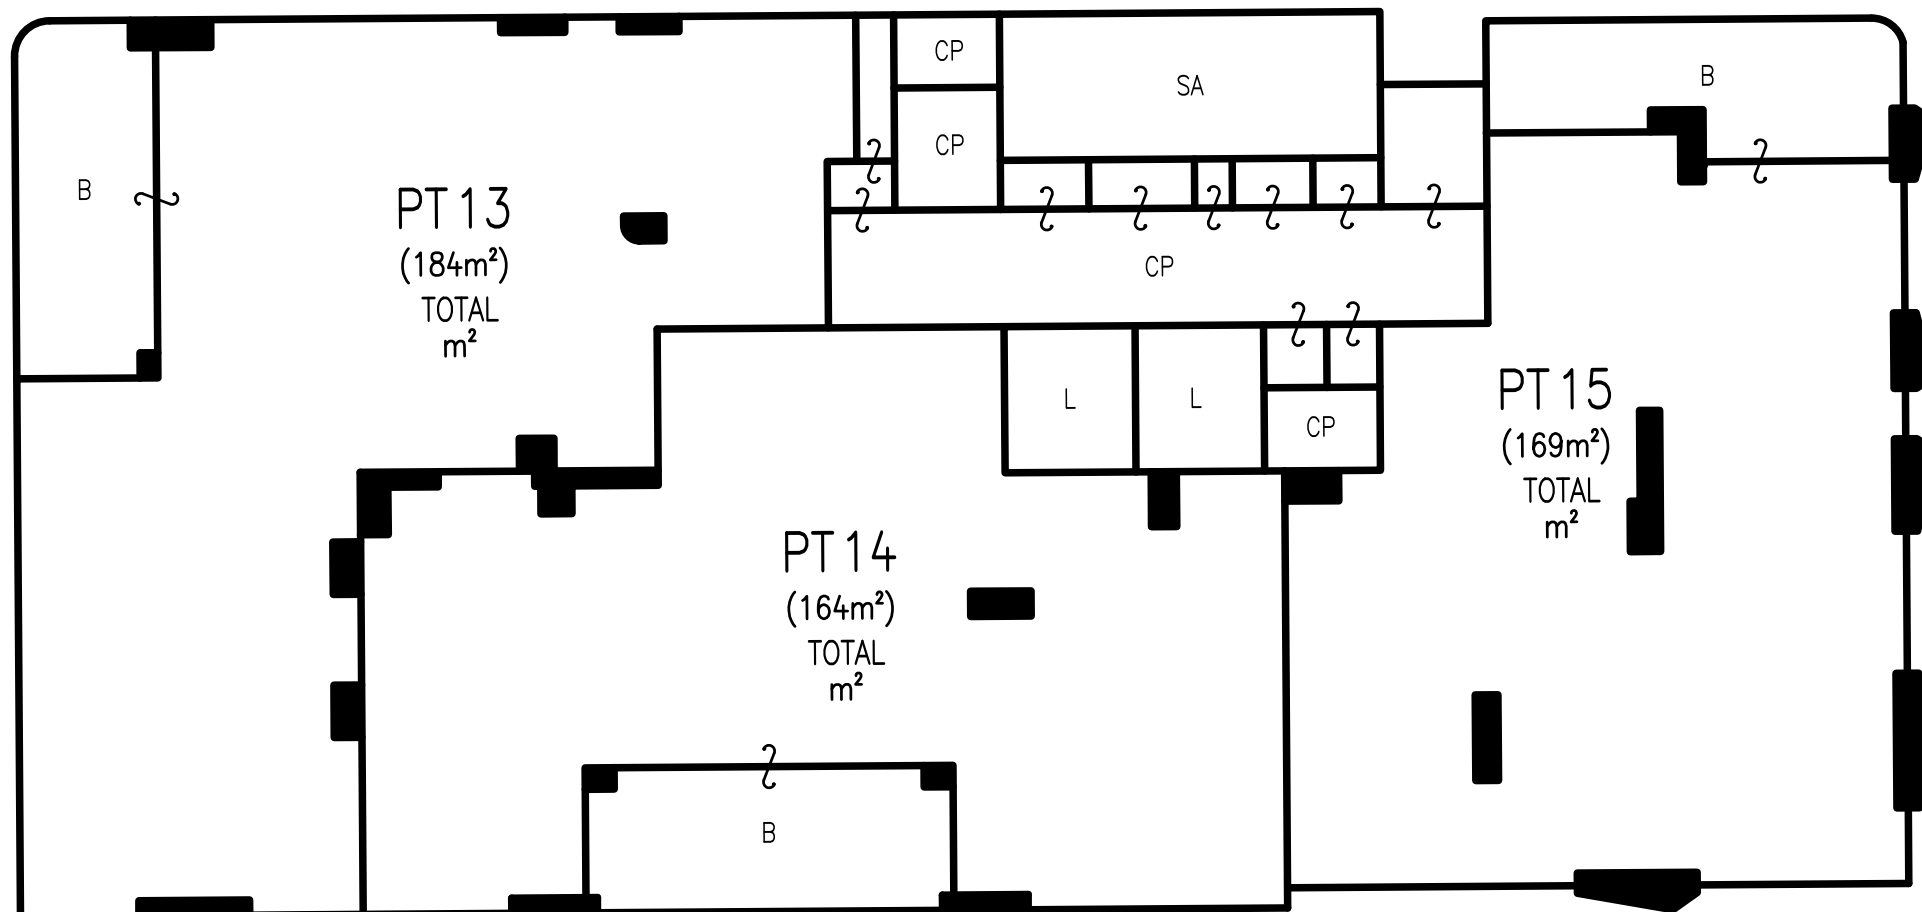 CP
SA
B
CP
B
PT 13
(184m²)
TOTAL
m²
CP
L
L
CP
PT 15
(169m²)
TOTAL
m²
PT 14
(164m²)
TOTAL
m²
B